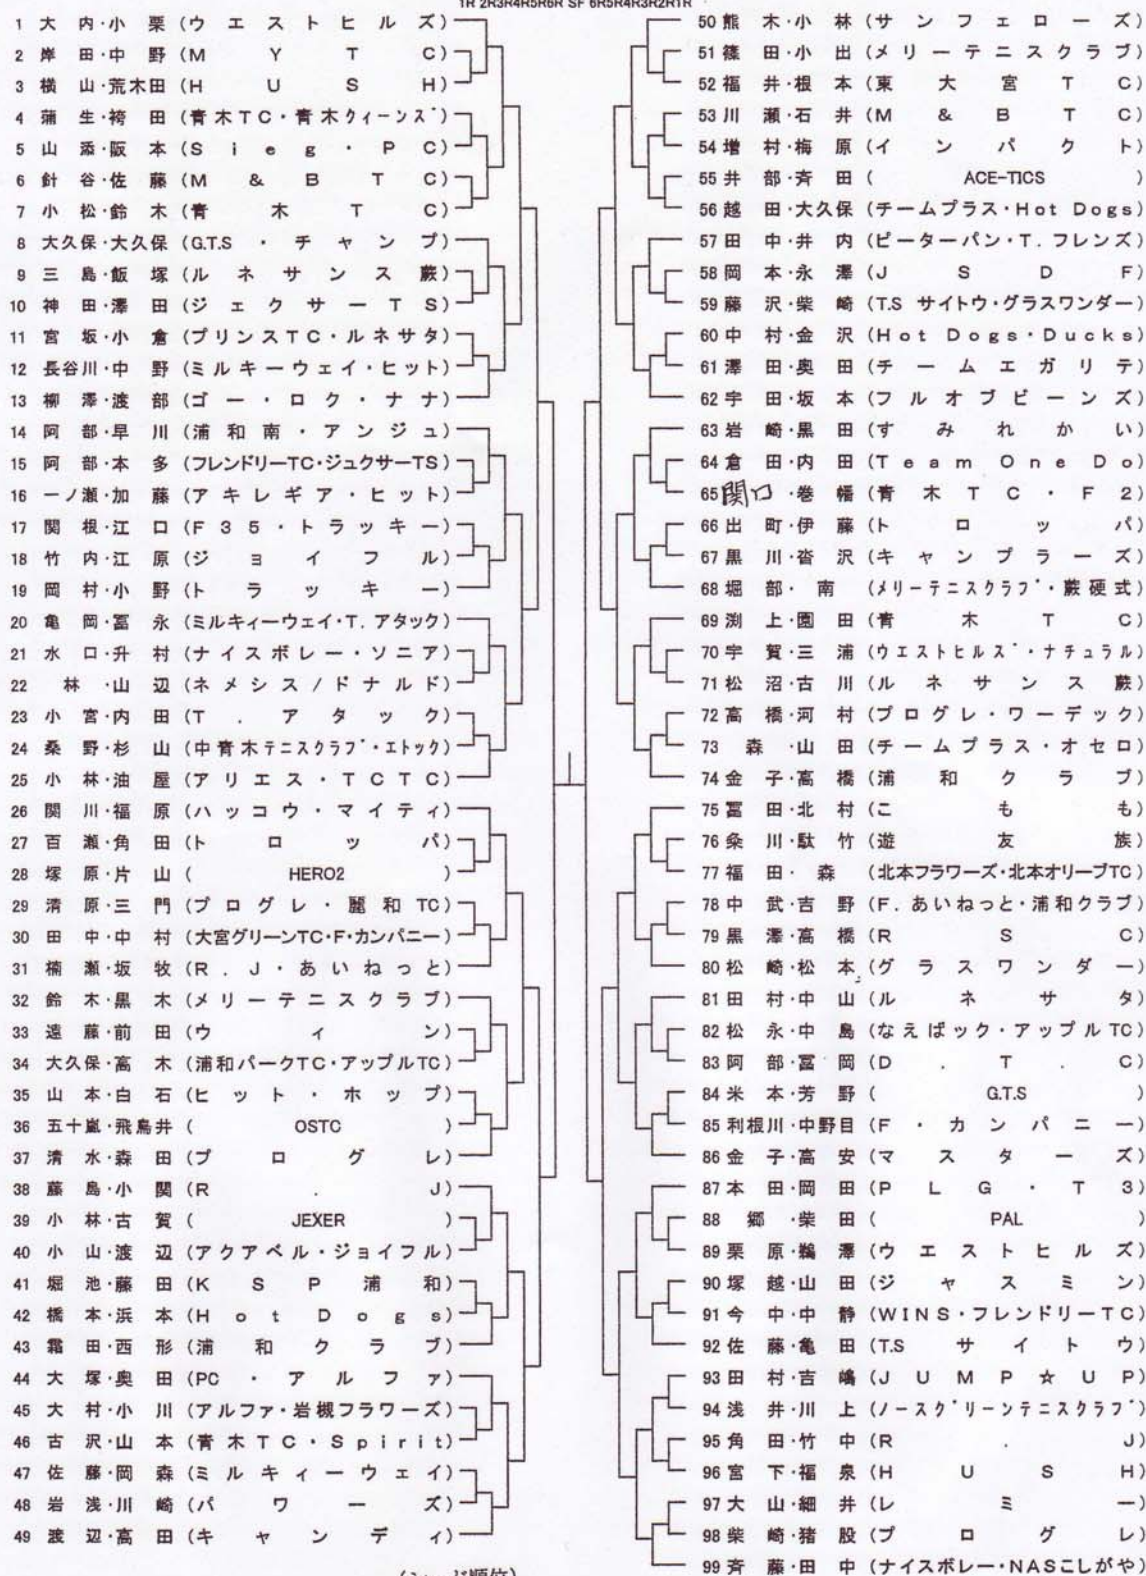 1R 2R3R4R5R6R SF 6R5R4R3R2R1R
1 大内・小栗 (ウエストヒルズ)
2 岸田・中野 (MYTC)
3 横山・荒木田 (HUSH)
4 蒲生・袴田 (青木TC・青木クィーンズ)
5 山添・阪本 (Sieg・PC)
6 針谷・佐藤 (M&BTC)
7 小松・鈴木 (青木TC)
8 大久保・大久保 (G.T.S・チャンプ)
9 三島・飯塚 (ルネサンス蕨)
10 神田・澤田 (ジェクサーTS)
11 宮坂・小倉 (プリンスTC・ルネサタ)
12 長谷川・中野 (ミルキーウェイ・ヒット)
13 柳澤・渡部 (ゴー・ロク・ナナ)
14 阿部・早川 (浦和南・アンジュ)
15 阿部・本多 (フレンドリーTC・ジュクサーTS)
16 一ノ瀬・加藤 (アキレギア・ヒット)
17 関根・江口 (F35・トラッキー)
18 竹内・江原 (ジョイフル)
19 岡村・小野 (トラッキー)
20 亀岡・冨永 (ミルキィーウェイ・T.アタック)
21 水口・升村 (ナイスボレー・ソニア)
22 林・山辺 (ネメシス/ドナルド)
23 小宮・内田 (T.アタック)
24 桑野・杉山 (中青木テニスクラブ・エトック)
25 小林・油屋 (アリエス・TCTC)
26 関川・福原 (ハッコウ・マイティ)
27 百瀬・角田 (トロッパ)
28 塚原・片山 (HERO2)
29 清原・三門 (プログレ・麗和TC)
30 田中・中村 (大宮グリーンTC・F・カンパニー)
31 楠瀬・坂牧 (R.J・あいねっと)
32 鈴木・黒木 (メリーテニスクラブ)
33 遠藤・前田 (ウィン)
34 大久保・高木 (浦和パークTC・アップルTC)
35 山本・白石 (ヒット・ホップ)
36 五十嵐・飛鳥井 (OSTC)
37 清水・森田 (プログレ)
38 藤島・小関 (R.J)
39 小林・古賀 (JEXER)
40 小山・渡辺 (アクアベル・ジョイフル)
41 堀池・藤田 (KSP浦和)
42 橋本・浜本 (Hot Dogs)
43 霜田・西形 (浦和クラブ)
44 大塚・奥田 (PC・アルファ)
45 大村・小川 (アルファ・岩槻フラワーズ)
46 古沢・山本 (青木TC・Spirit)
47 佐藤・岡森 (ミルキィーウェイ)
48 岩浅・川崎 (パワーズ)
49 渡辺・高田 (キャンディ)
50 熊木・小林 (サンフェローズ)
51 篠田・小出 (メリーテニスクラブ)
52 福井・根本 (東大宮TC)
53 川瀬・石井 (M&BTC)
54 増村・梅原 (インパクト)
55 井部・斉田 (ACE-TICS)
56 越田・大久保 (チームプラス・Hot Dogs)
57 田中・井内 (ピーターパン・T.フレンズ)
58 岡本・永澤 (JSDF)
59 藤沢・柴崎 (T.S サイトウ・グラスワンダー)
60 中村・金沢 (Hot Dogs・Ducks)
61 澤田・奥田 (チームエガリテ)
62 宇田・坂本 (フルオブビーンズ)
63 岩崎・黒田 (すみれかい)
64 倉田・内田 (Team One Do)
65 関口・巻幡 (青木TC・F2)
66 出町・伊藤 (トロッパ)
67 黒川・沓沢 (キャンプラーズ)
68 堀部・南 (メリーテニスクラブ・蕨硬式)
69 渕上・園田 (青木TC)
70 宇賀・三浦 (ウエストヒルズ・ナチュラル)
71 松沼・古川 (ルネサンス蕨)
72 高橋・河村 (プログレ・ワーデック)
73 森・山田 (チームプラス・オセロ)
74 金子・高橋 (浦和クラブ)
75 冨田・北村 (こもも)
76 粂川・駄竹 (遊友族)
77 福田・森 (北本フラワーズ・北本オリーブTC)
78 中武・吉野 (F.あいねっと・浦和クラブ)
79 黒澤・高橋 (RSC)
80 松崎・松本 (グラスワンダー)
81 田村・中山 (ルネサタ)
82 松永・中島 (なえばック・アップルTC)
83 阿部・冨岡 (D.T.C)
84 米本・芳野 (G.T.S)
85 利根川・中野目 (F・カンパニー)
86 金子・高安 (マスターズ)
87 本田・岡田 (PLG・T3)
88 郷・柴田 (PAL)
89 栗原・鵜澤 (ウエストヒルズ)
90 塚越・山田 (ジャスミン)
91 今中・中静 (WINS・フレンドリーTC)
92 佐藤・亀田 (T.S サイトウ)
93 田村・吉嶋 (JUMP☆UP)
94 浅井・川上 (ノースグリーンテニスクラブ)
95 角田・竹中 (R.J)
96 宮下・福泉 (HUSH)
97 大山・細井 (レミー)
98 柴崎・猪股 (プログレ)
99 斉藤・田中 (ナイスボレー・NASこしがや)